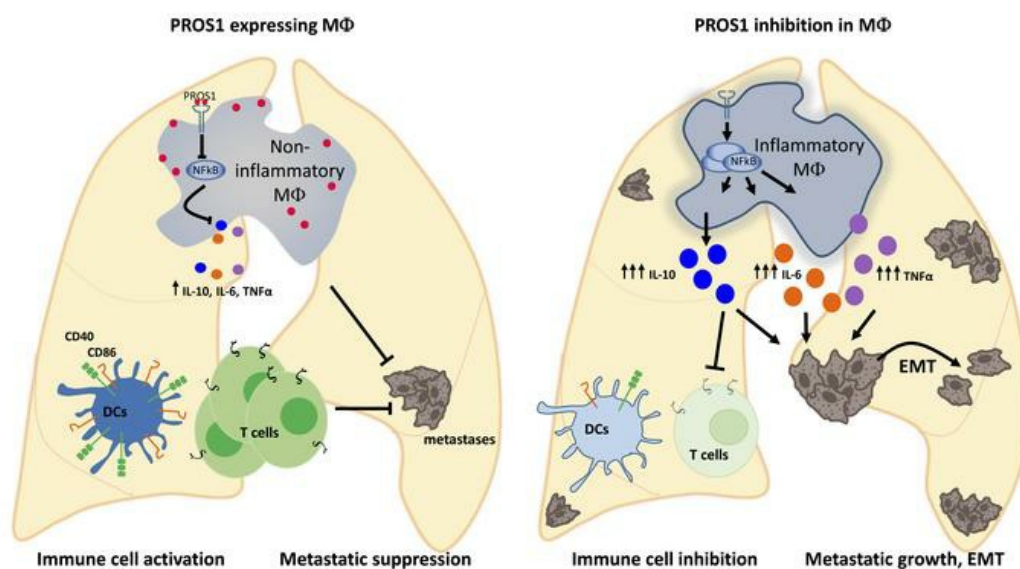 PROS1 expressing MΦ
PROS1
NFkB
Non-
inflammatory
MΦ
↑ IL-10, IL-6, TNFα
CD40
CD86
DCs
T cells
metastases
Immune cell activation
Metastatic suppression
PROS1 inhibition in MΦ
NFkB
Inflammatory
MΦ
↑↑↑ IL-10
↑↑↑ IL-6
↑↑↑ TNFα
EMT
DCs
T cells
Immune cell inhibition
Metastatic growth, EMT